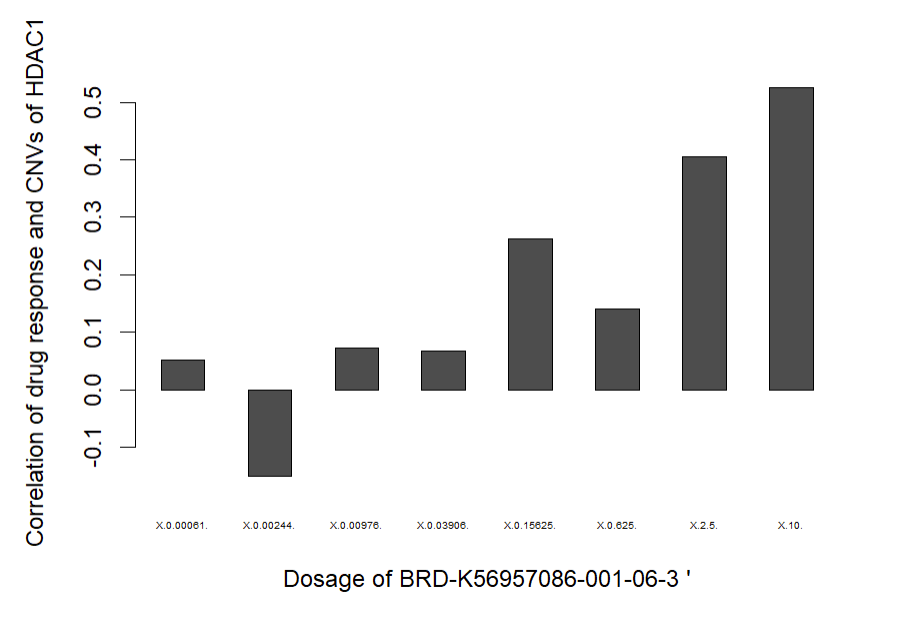 Correlation of drug response and CNVs of HDAC1
0.5
0.4
0.3
0.2
0.1
0.0
-0.1
X.0.00061. X.0.00244. X.0.00976. X.0.03906. X.0.15625. X.0.625. X.2.5. X.10.
Dosage of BRD-K56957086-001-06-3 '